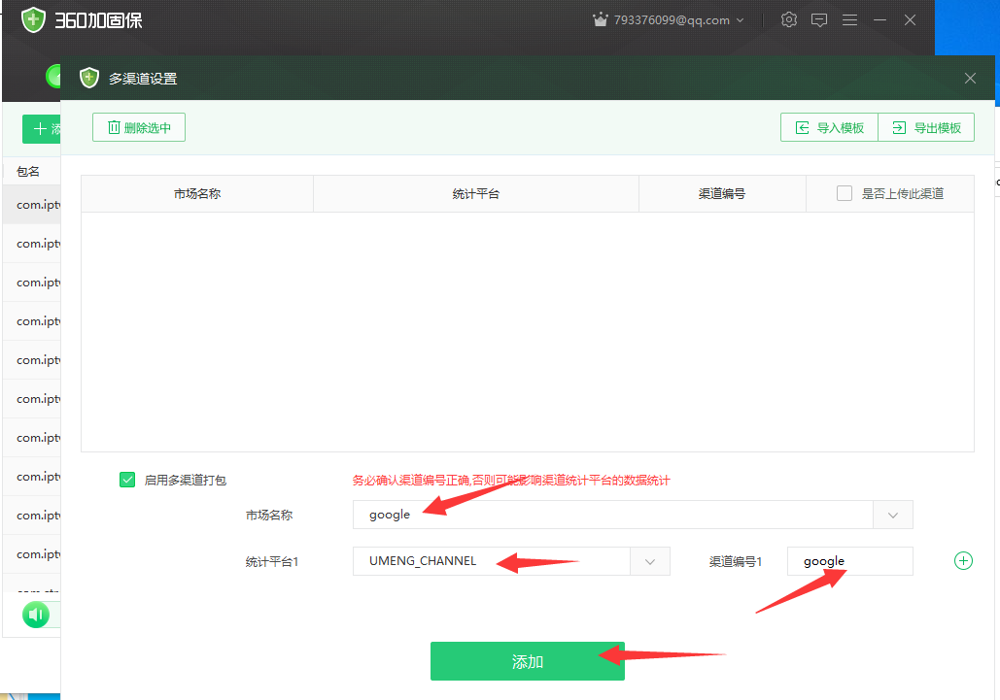 360加固保
793376099@qq.com
多渠道设置
删除选中
导入模板
导出模板
包名
市场名称
统计平台
渠道编号
是否上传此渠道
com.iptv
com.iptv
com.iptv
com.iptv
com.iptv
com.iptv
com.iptv
com.iptv
com.iptv
com.iptv
启用多渠道打包
务必确认渠道编号正确,否则可能影响渠道统计平台的数据统计
市场名称
google
统计平台1
UMENG_CHANNEL
渠道编号1
google
添加